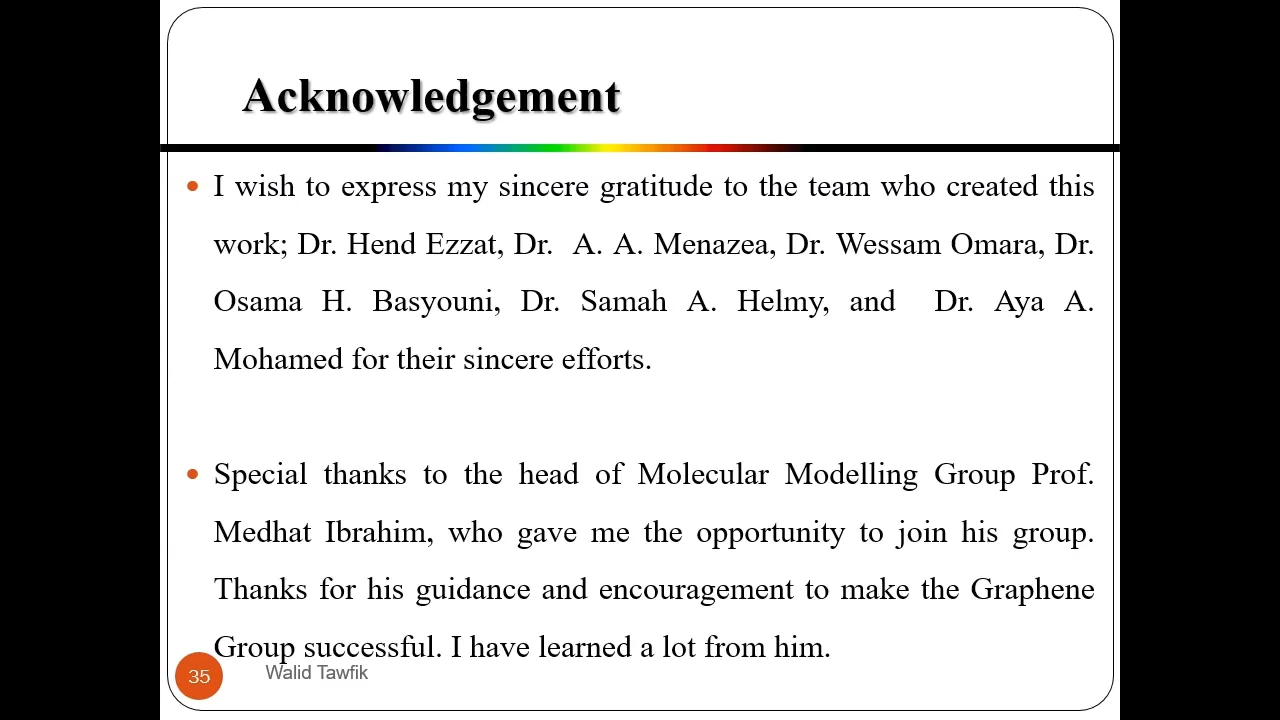 Acknowledgement
• I wish to express my sincere gratitude to the team who created this
work; Dr. Hend Ezzat, Dr. A. A. Menazea, Dr. Wessam Omara, Dr.
Osama H. Basyouni, Dr. Samah A. Helmy, and Dr. Aya A.
Mohamed for their sincere efforts.
• Special thanks to the head of Molecular Modelling Group Prof.
Medhat Ibrahim, who gave me the opportunity to join his group.
Thanks for his guidance and encouragement to make the Graphene
Group successful. I have learned a lot from him.
35
Walid Tawfik